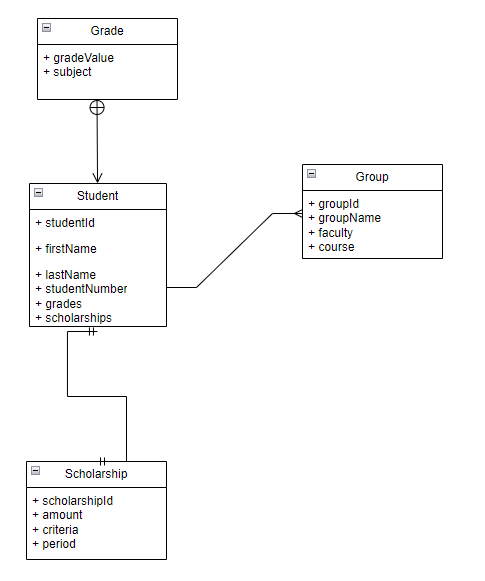 Grade
+ gradeValue
+ subject
Student
+ studentId
+ firstName
+ lastName
+ studentNumber
+ grades
+ scholarships
Group
+ groupId
+ groupName
+ faculty
+ course
Scholarship
+ scholarshipId
+ amount
+ criteria
+ period